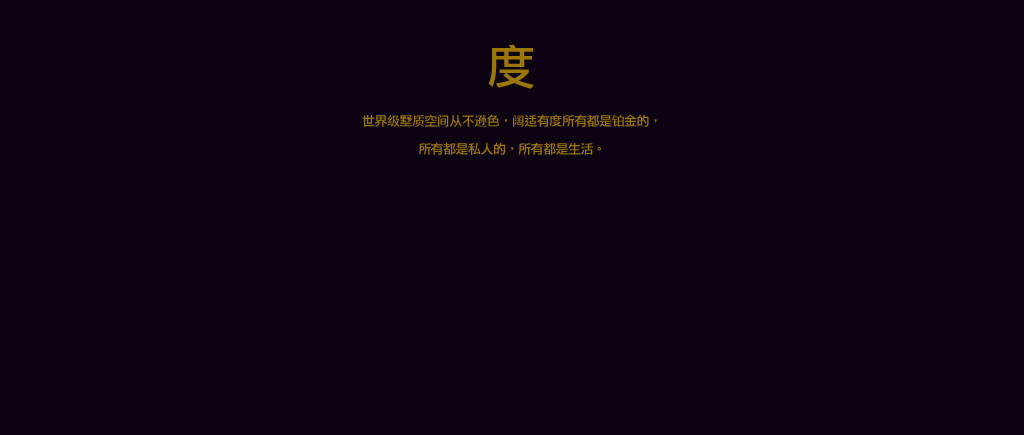 度
世界级墅质空间从不逊色，阔适有度所有都是铂金的，
所有都是私人的，所有都是生活。